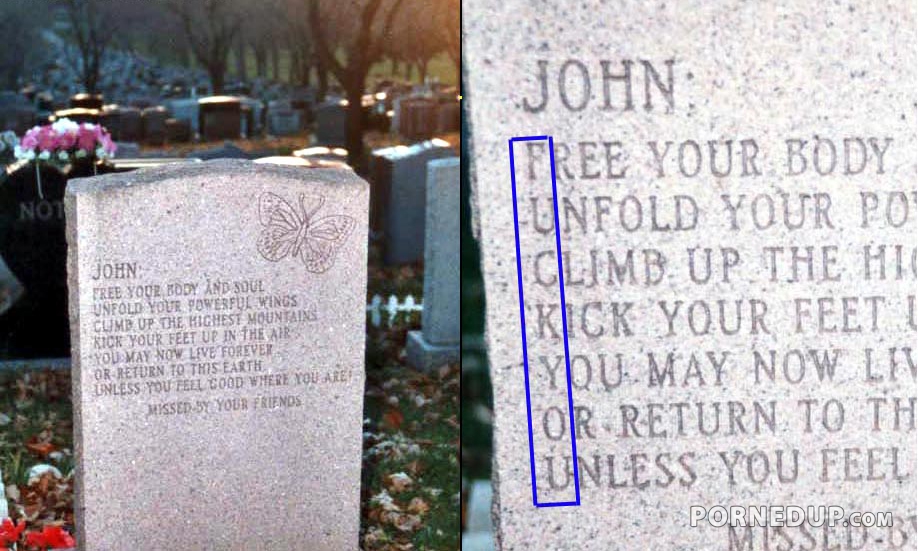 NOT
JOHN:
FREE YOUR BODY AND SOUL
UNFOLD YOUR POWERFUL WINGS
CLIMB UP THE HIGHEST MOUNTAINS
KICK YOUR FEET UP IN THE AIR
YOU MAY NOW LIVE FOREVER
OR RETURN TO THIS EARTH
UNLESS YOU FEEL GOOD WHERE YOU ARE!
MISSED BY YOUR FRIENDS
JOHN:
FREE YOUR BODY
UNFOLD YOUR PO
CLIMB UP THE HIG
KICK YOUR FEET
YOU MAY NOW LIV
OR RETURN TO TH
UNLESS YOU FEEL
MISSED BY
PORNEDUP.COM